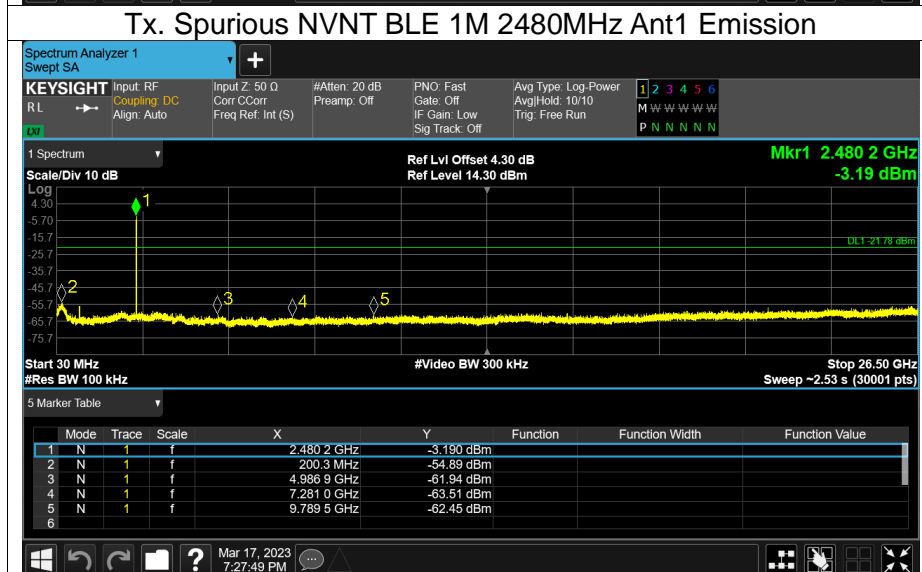 Tx. Spurious NVNT BLE 1M 2480MHz Ant1 Emission
Spectrum Analyzer 1
Swept SA
+
KEYSIGHT Input: RF Input Z: 50 Ω #Atten: 20 dB PNO: Fast Avg Type: Log-Power 1 2 3 4 5 6
RL Coupling: DC Corr CCorr Preamp: Off Gate: Off Avg|Hold: 10/10 M W W W W W
Align: Auto Freq Ref: Int (S) IF Gain: Low Trig: Free Run
LXI Sig Track: Off P N N N N N
1 Spectrum Ref Lvl Offset 4.30 dB Mkr1 2.480 2 GHz
Scale/Div 10 dB Ref Level 14.30 dBm -3.19 dBm
Log
4.30 1
-5.70
-15.7
DL1 -21.78 dBm
-25.7
-35.7
-45.7 2
-55.7 3 4 5
-65.7
-75.7
Start 30 MHz #Video BW 300 kHz Stop 26.50 GHz
#Res BW 100 kHz Sweep ~2.53 s (30001 pts)
5 Marker Table
Mode Trace Scale X Y Function Function Width Function Value
1 N 1 f 2.480 2 GHz -3.190 dBm
2 N 1 f 200.3 MHz -54.89 dBm
3 N 1 f 4.986 9 GHz -61.94 dBm
4 N 1 f 7.281 0 GHz -63.51 dBm
5 N 1 f 9.789 5 GHz -62.45 dBm
6
? Mar 17, 2023
7:27:49 PM